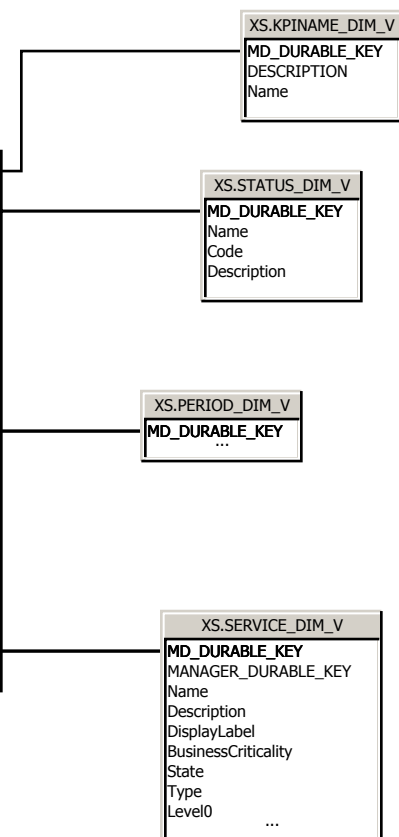 XS.KPINAME_DIM_V
MD_DURABLE_KEY
DESCRIPTION
Name
XS.STATUS_DIM_V
MD_DURABLE_KEY
Name
Code
Description
XS.PERIOD_DIM_V
MD_DURABLE_KEY
...
XS.SERVICE_DIM_V
MD_DURABLE_KEY
MANAGER_DURABLE_KEY
Name
Description
DisplayLabel
BusinessCriticality
State
Type
Level0
...